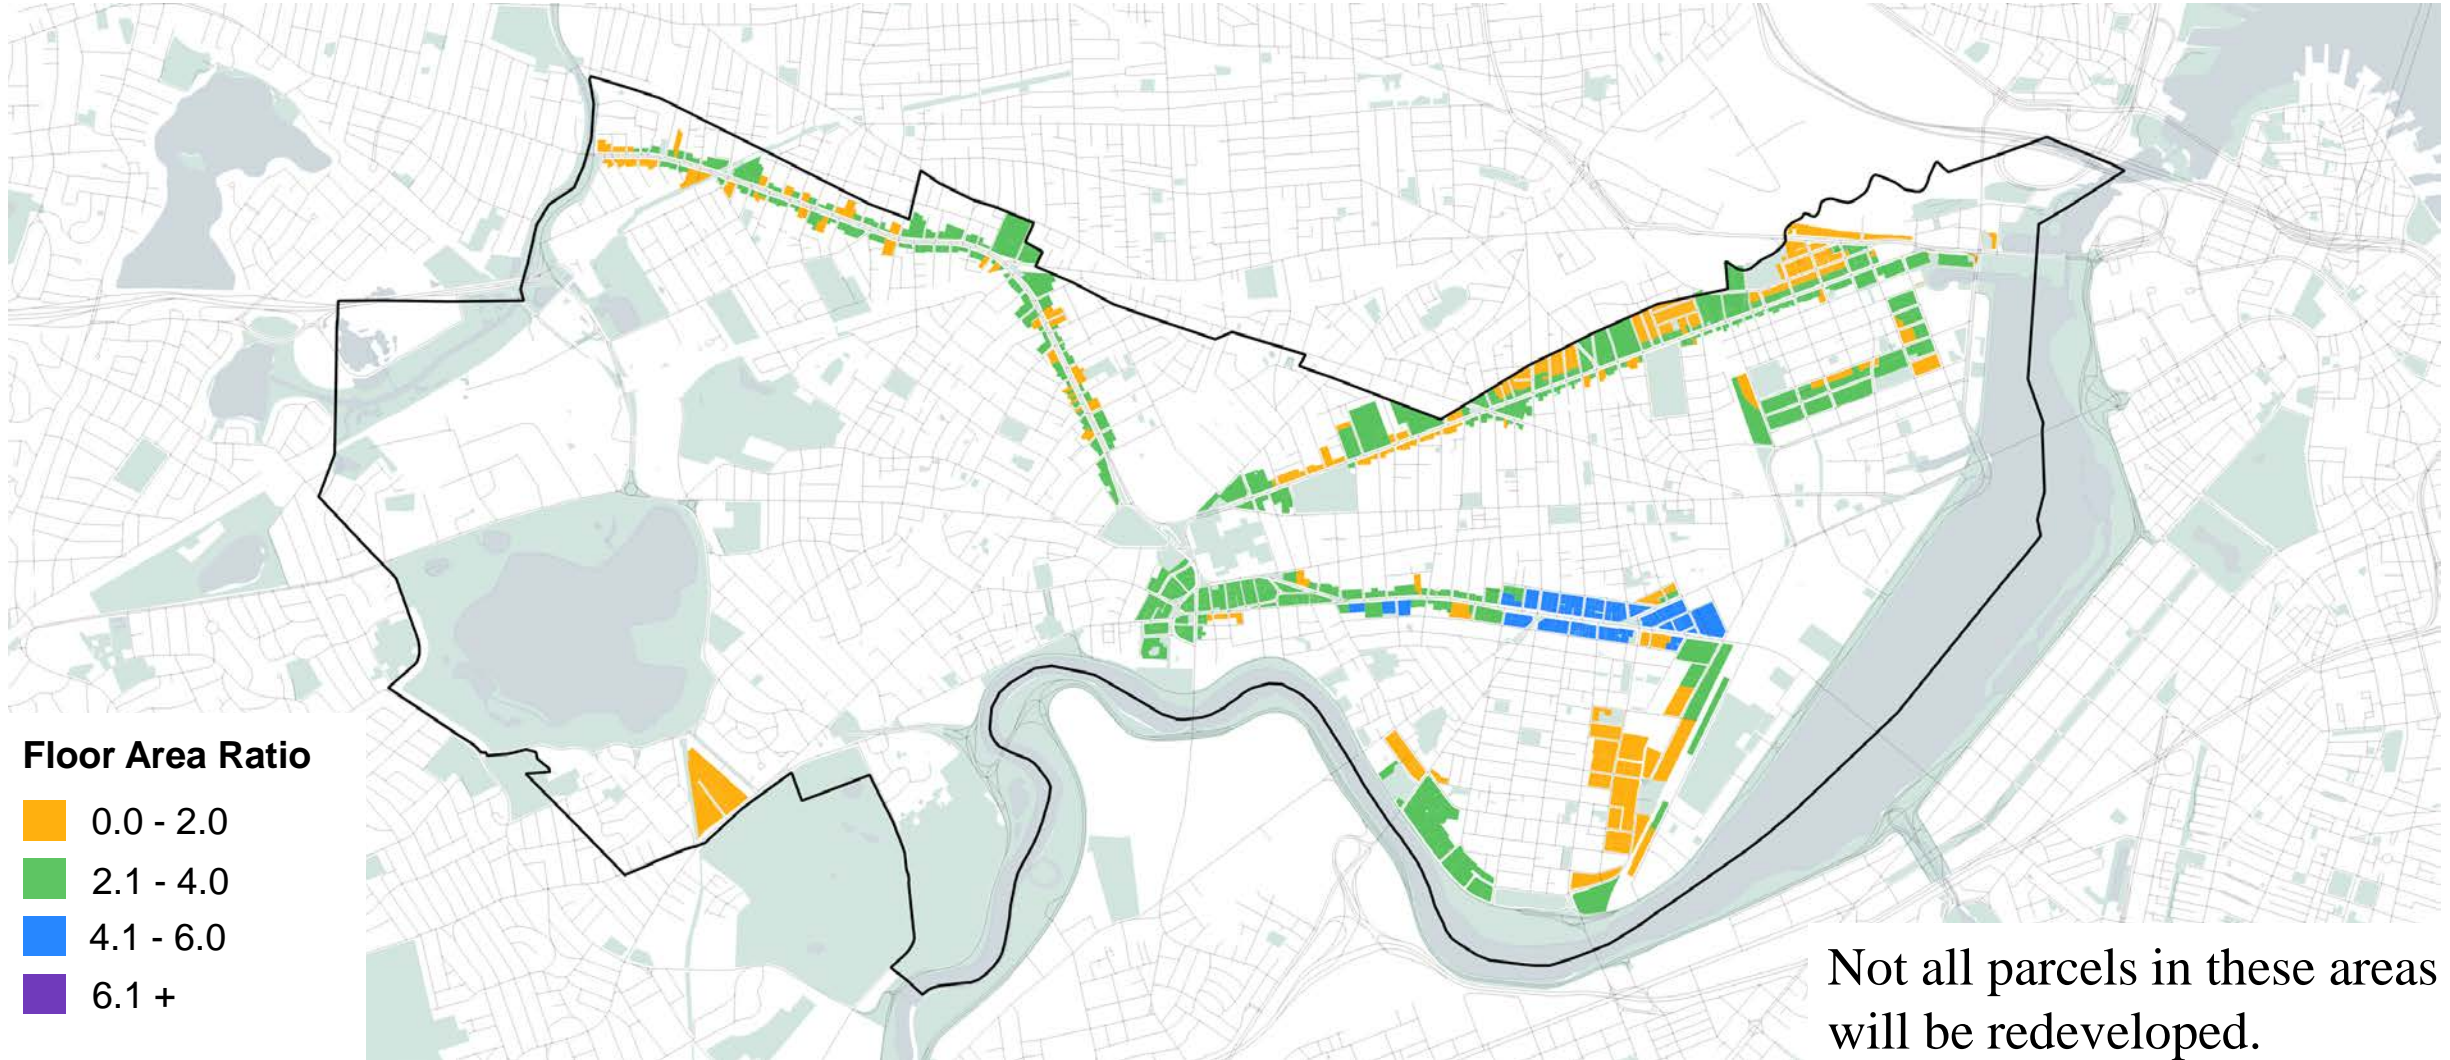 Floor Area Ratio
0.0 - 2.0
2.1 - 4.0
4.1 - 6.0
6.1 +
Not all parcels in these areas
will be redeveloped.